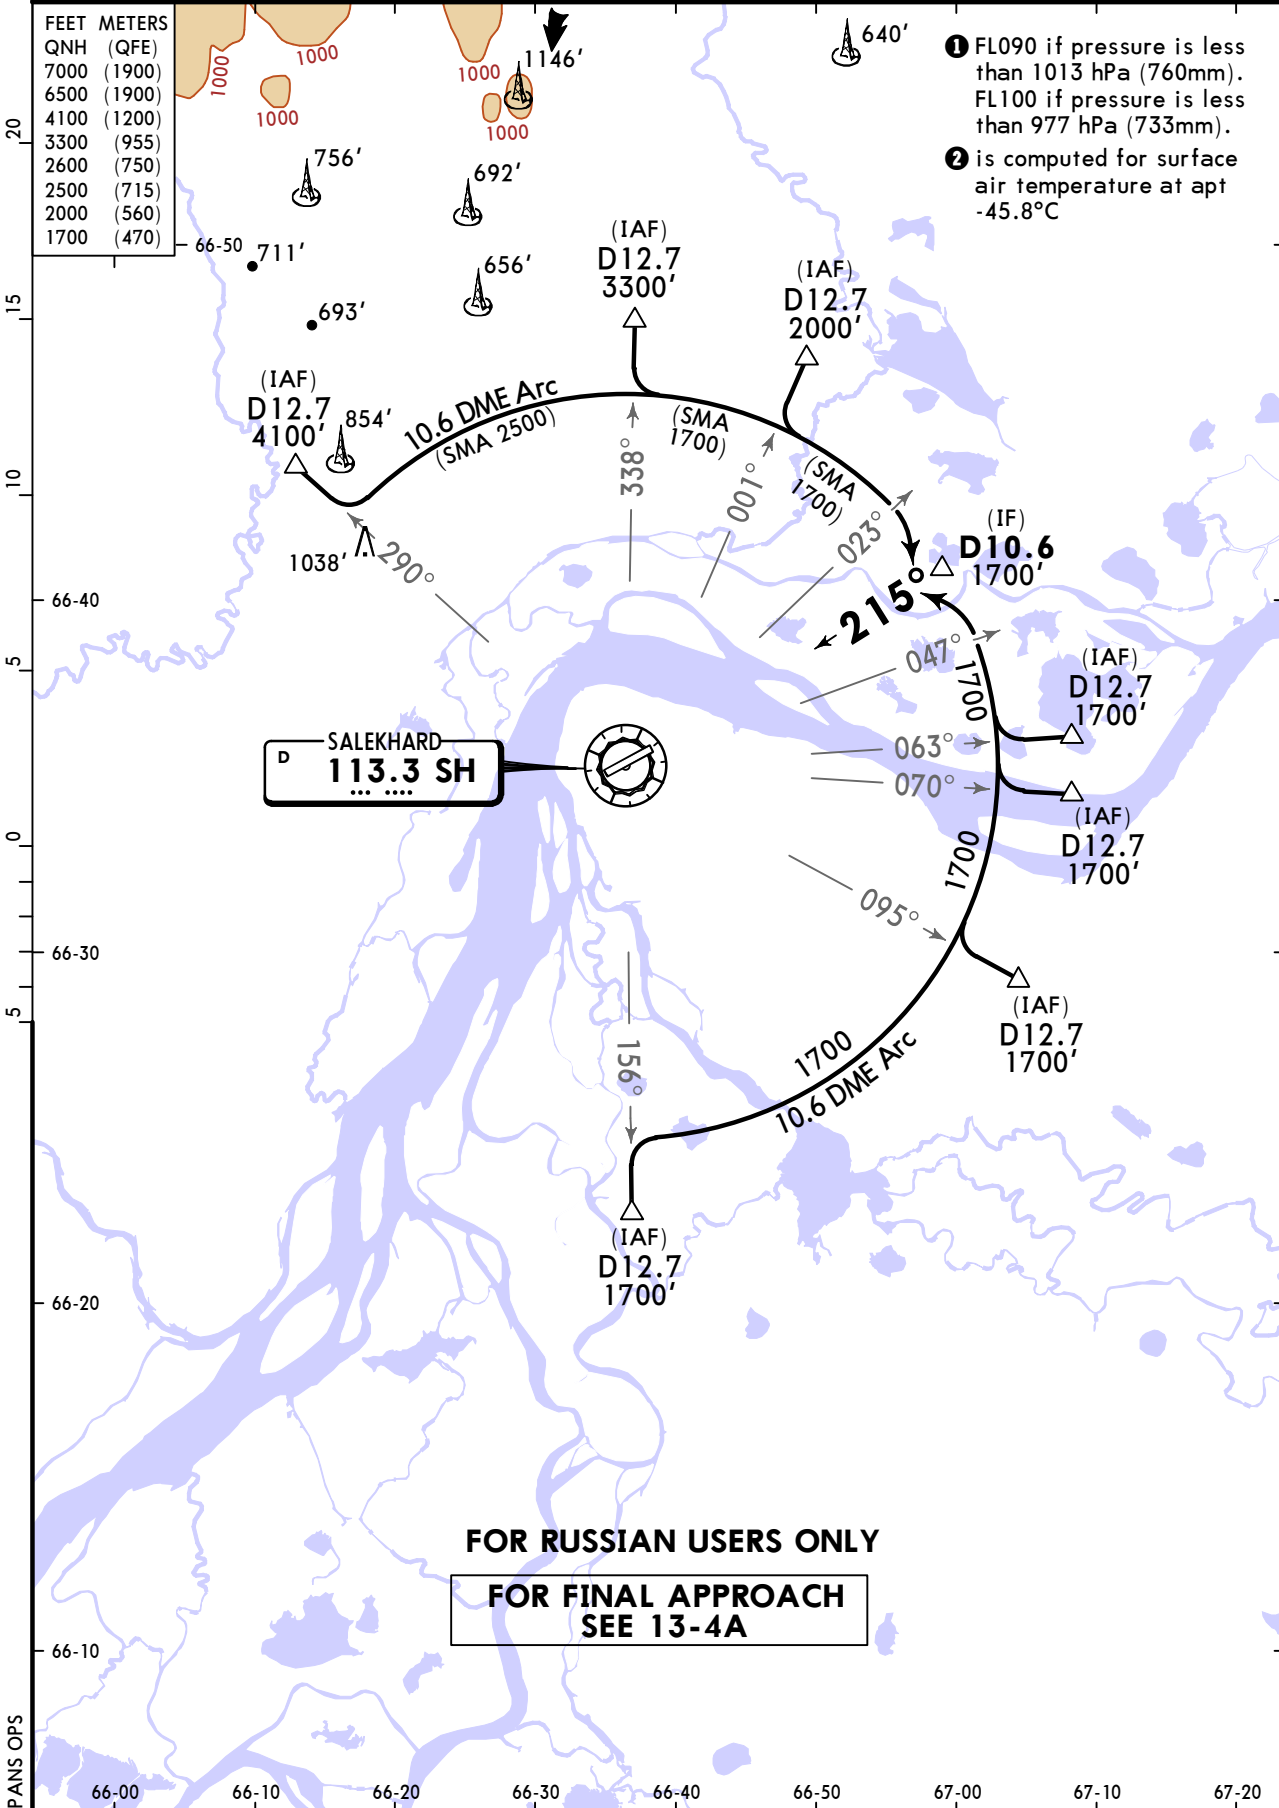 FEET METERS
QNH (QFE)
7000 (1900)
6500 (1900)
4100 (1200)
3300 (955)
2600 (750)
2500 (715)
2000 (560)
1700 (470)
1000
1000
1000
1000
1000
1146'
640'
❶ FL090 if pressure is less
than 1013 hPa (760mm).
FL100 if pressure is less
than 977 hPa (733mm).
❷ is computed for surface
air temperature at apt
-45.8°C
20
756'
692'
66-50
711'
656'
693'
15
(IAF)
D12.7
3300'
(IAF)
D12.7
2000'
(IAF)
D12.7
4100'
854'
10.6 DME Arc
(SMA 2500)
(SMA
1700)
(SMA
1700)
338°
001°
023°
10
1038'
290°
(IF)
D10.6
1700'
215°
66-40
047°
1700
5
(IAF)
D12.7
1700'
SALEKHARD
D
113.3 SH
063°
070°
(IAF)
D12.7
1700'
0
1700
095°
66-30
(IAF)
D12.7
1700'
5
156°
1700
10.6 DME Arc
(IAF)
D12.7
1700'
66-20
FOR RUSSIAN USERS ONLY
FOR FINAL APPROACH
SEE 13-4A
66-10
PANS OPS
66-00 66-10 66-20 66-30 66-40 66-50 67-00 67-10 67-20